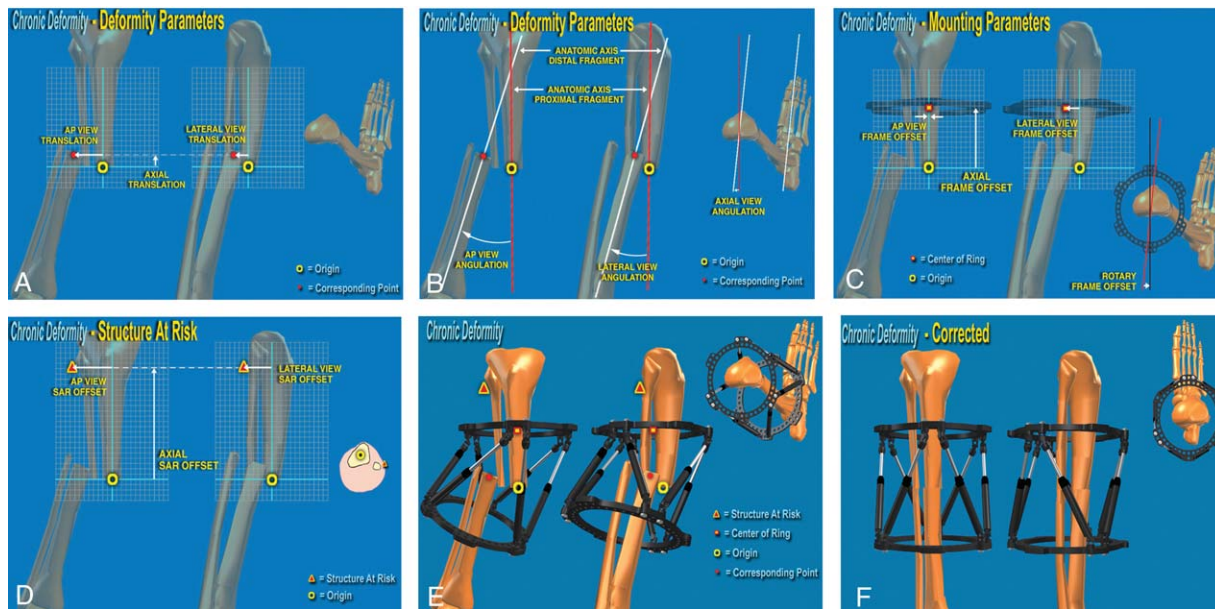 Chronic Deformity - Deformity Parameters
AP VIEW
TRANSLATION
LATERAL VIEW
TRANSLATION
AXIAL
TRANSLATION
= Origin
= Corresponding Point
A
Chronic Deformity - Deformity Parameters
ANATOMIC AXIS
DISTAL FRAGMENT
ANATOMIC AXIS
PROXIMAL FRAGMENT
AXIAL VIEW
ANGULATION
AP VIEW
ANGULATION
LATERAL VIEW
ANGULATION
= Origin
= Corresponding Point
B
Chronic Deformity - Mounting Parameters
AP VIEW
FRAME OFFSET
LATERAL VIEW
FRAME OFFSET
AXIAL
FRAME OFFSET
= Center of Ring
= Origin
ROTARY
FRAME OFFSET
C
Chronic Deformity - Structure At Risk
AP VIEW
SAR OFFSET
LATERAL VIEW
SAR OFFSET
AXIAL
SAR OFFSET
= Structure At Risk
= Origin
D
Chronic Deformity
= Structure At Risk
= Center of Ring
= Origin
= Corresponding Point
E
Chronic Deformity - Corrected
F